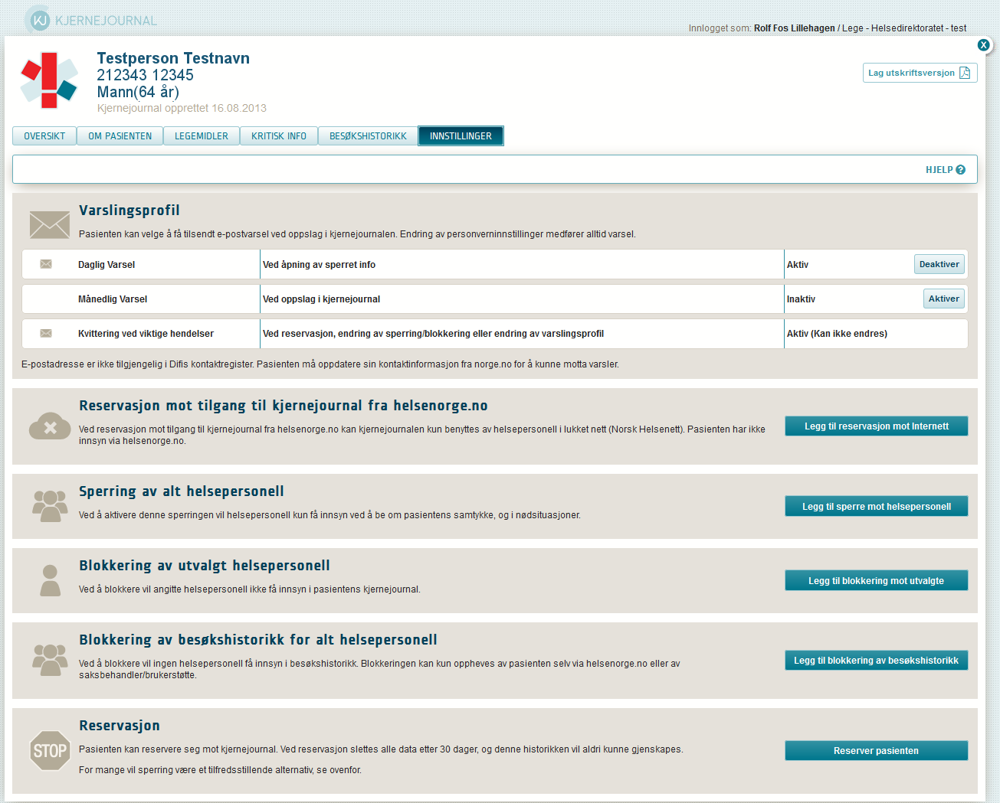 KJ KJERNEJOURNAL
Innlogget som: Rolf Fos Lillehagen / Lege - Helsedirektoratet - test
X
Testperson Testnavn
212343 12345
Mann(64 år)
Kjernejournal opprettet 16.08.2013
Lag utskriftsversjon
OVERSIKT OM PASIENTEN LEGEMIDLER KRITISK INFO BESØKSHISTORIKK INNSTILLINGER
HJELP ?
Varslingsprofil
Pasienten kan velge å få tilsendt e-postvarsel ved oppslag i kjernejournalen. Endring av personverninnstillinger medfører alltid varsel.
Daglig Varsel Ved åpning av sperret info Aktiv Deaktiver
Månedlig Varsel Ved oppslag i kjernejournal Inaktiv Aktiver
Kvittering ved viktige hendelser Ved reservasjon, endring av sperring/blokkering eller endring av varslingsprofil Aktiv (Kan ikke endres)
E-postadresse er ikke tilgjengelig i Difis kontaktregister. Pasienten må oppdatere sin kontaktinformasjon fra norge.no for å kunne motta varsler.
Reservasjon mot tilgang til kjernejournal fra helsenorge.no
Ved reservasjon mot tilgang til kjernejournal fra helsenorge.no kan kjernejournalen kun benyttes av helsepersonell i lukket nett (Norsk Helsenett). Pasienten har ikke
innsyn via helsenorge.no.
Legg til reservasjon mot Internett
Sperring av alt helsepersonell
Ved å aktivere denne sperringen vil helsepersonell kun få innsyn ved å be om pasientens samtykke, og i nødsituasjoner.
Legg til sperre mot helsepersonell
Blokkering av utvalgt helsepersonell
Ved å blokkere vil angitte helsepersonell ikke få innsyn i pasientens kjernejournal.
Legg til blokkering mot utvalgte
Blokkering av besøkshistorikk for alt helsepersonell
Ved å blokkere vil ingen helsepersonell få innsyn i besøkshistorikk. Blokkeringen kan kun oppheves av pasienten selv via helsenorge.no eller av
saksbehandler/brukerstøtte.
Legg til blokkering av besøkshistorikk
Reservasjon
STOP
Pasienten kan reservere seg mot kjernejournal. Ved reservasjon slettes alle data etter 30 dager, og denne historikken vil aldri kunne gjenskapes.
For mange vil sperring være et tilfredsstillende alternativ, se ovenfor.
Reserver pasienten